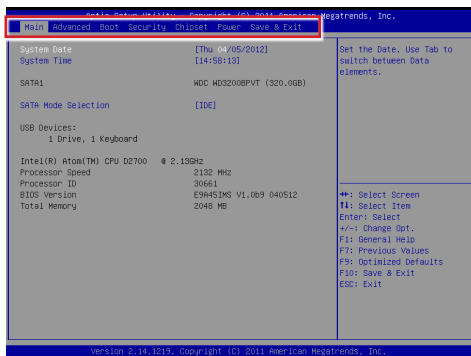 Aptio Setup Utility - Copyright (C) 2011 American Megatrends, Inc.
Main Advanced Boot Security Chipset Power Save & Exit
System Date [Thu 04/05/2012]
System Time [14:58:13]
SATA1 WDC WD3200BPVT (320.0GB)
SATA Mode Selection [IDE]
USB Devices:
1 Drive, 1 Keyboard
Intel(R) Atom(TM) CPU D2700 @ 2.13GHz
Processor Speed 2132 MHz
Processor ID 30661
BIOS Version E9A45IMS V1.0b9 040512
Total Memory 2048 MB
Set the Date. Use Tab to
switch between Data
elements.
→←: Select Screen
↑↓: Select Item
Enter: Select
+/-: Change Opt.
F1: General Help
F7: Previous Values
F9: Optimized Defaults
F10: Save & Exit
ESC: Exit
Version 2.14.1219. Copyright (C) 2011 American Megatrends, Inc.